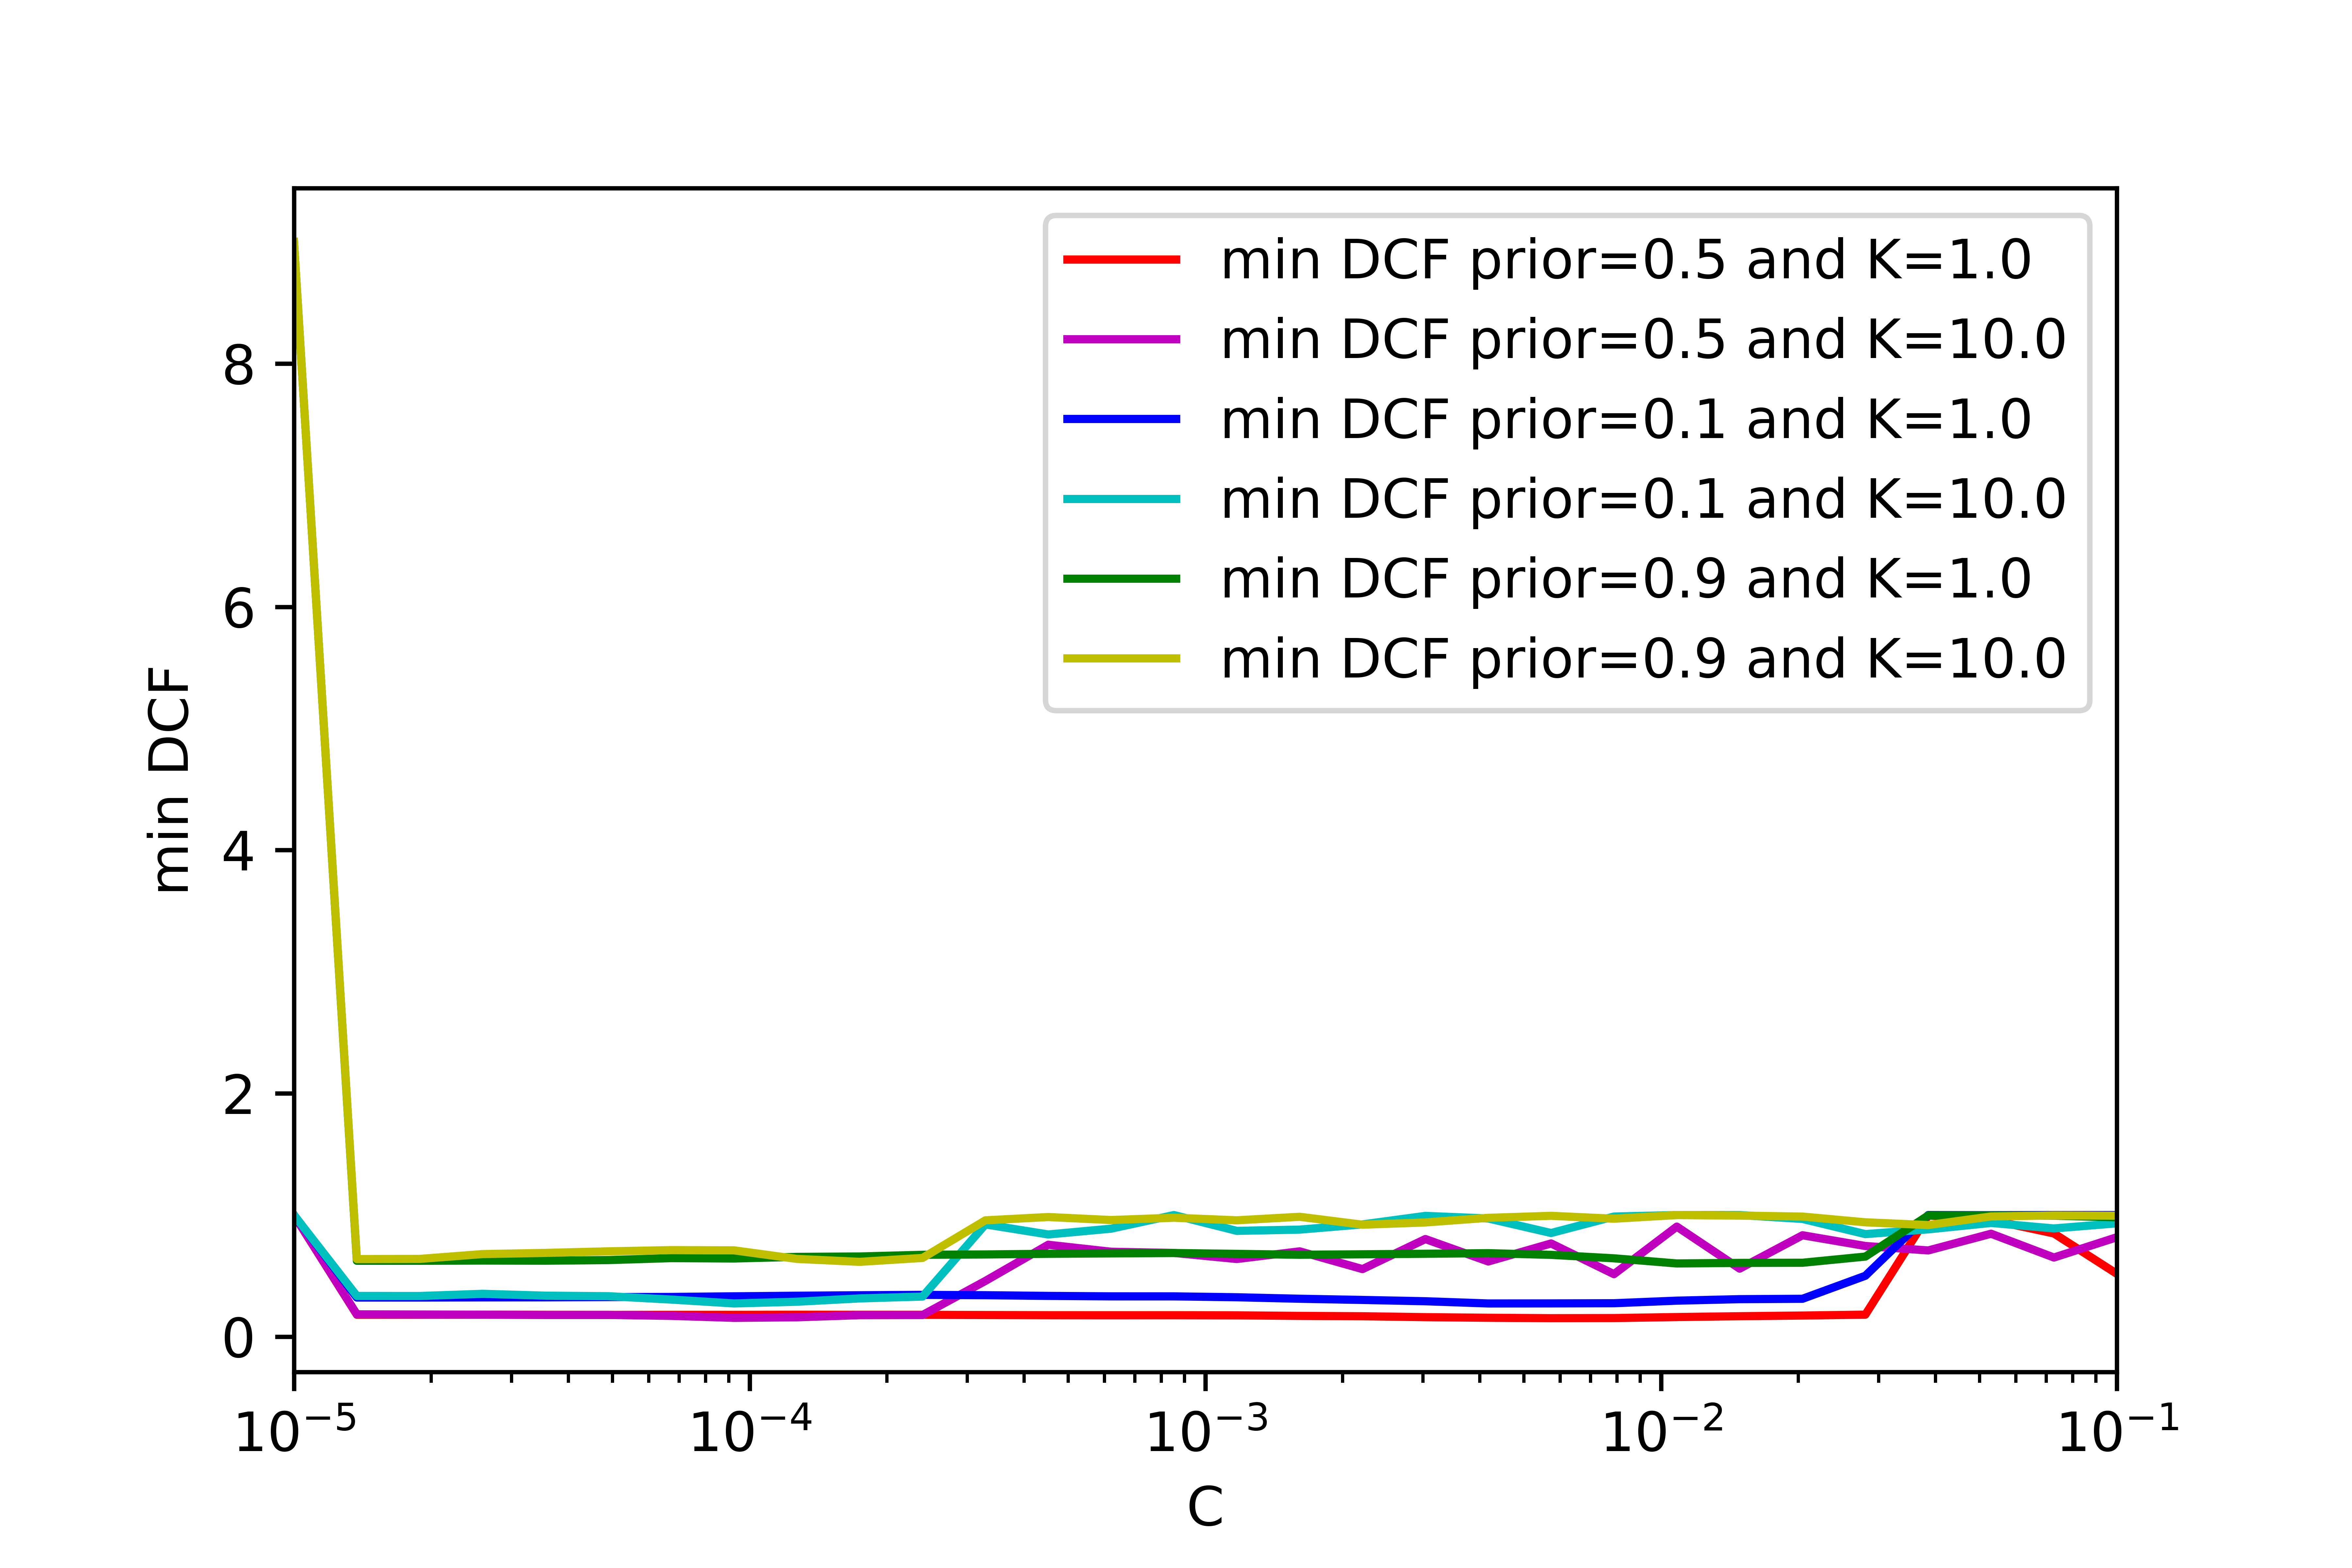 min DCF prior=0.5 and K=1.0
min DCF prior=0.5 and K=10.0
min DCF prior=0.1 and K=1.0
min DCF prior=0.1 and K=10.0
min DCF prior=0.9 and K=1.0
min DCF prior=0.9 and K=10.0
min DCF
8
6
4
2
0
10⁻⁵ 10⁻⁴ 10⁻³ 10⁻² 10⁻¹
C